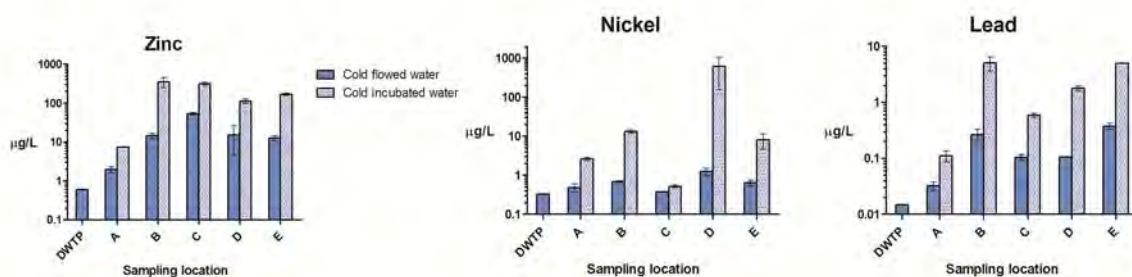 Zinc
Cold flowed water
Cold incubated water
µg/L
1000
100
10
1
0.1
DWTP A B C D E
Sampling location
Nickel
µg/L
1000
100
10
1
0.1
DWTP A B C D E
Sampling location
Lead
µg/L
10
1
0.1
0.01
DWTP A B C D E
Sampling location